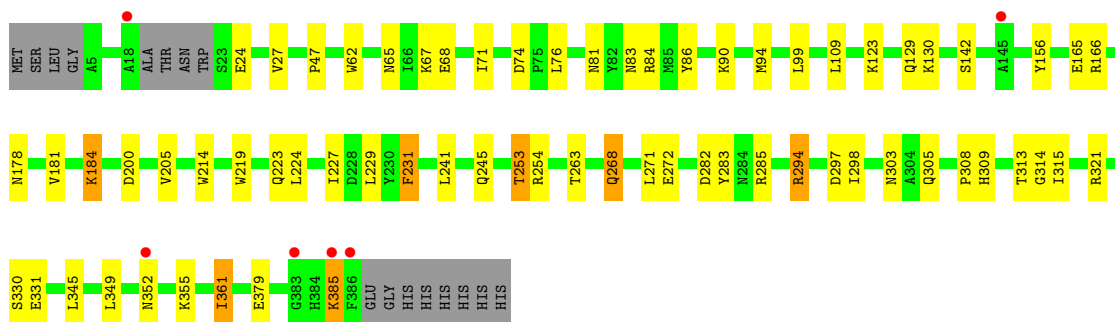 MET SER LEU GLY A5 A18 ALA THR ASN TRP S23 E24 V27 P47 W62 N65 I66 K67 E68 I71 D74 P75 L76 N81 Y82 N83 R84 M85 Y86 K90 M94 L99 L109 K123 Q129 K130 S142 A145 Y156 E165 R166
N178 V181 K184 D200 V205 W214 W219 Q223 L224 I227 D228 L229 Y230 F231 L241 Q245 T253 R254 T263 Q268 L271 E272 D282 Y283 N284 R285 R294 D297 I298 N303 A304 Q305 P308 H309 T313 G314 I315 R321
S330 E331 L345 L349 N352 K355 I361 E379 G383 H384 K385 F386 GLU GLY HIS HIS HIS HIS HIS HIS